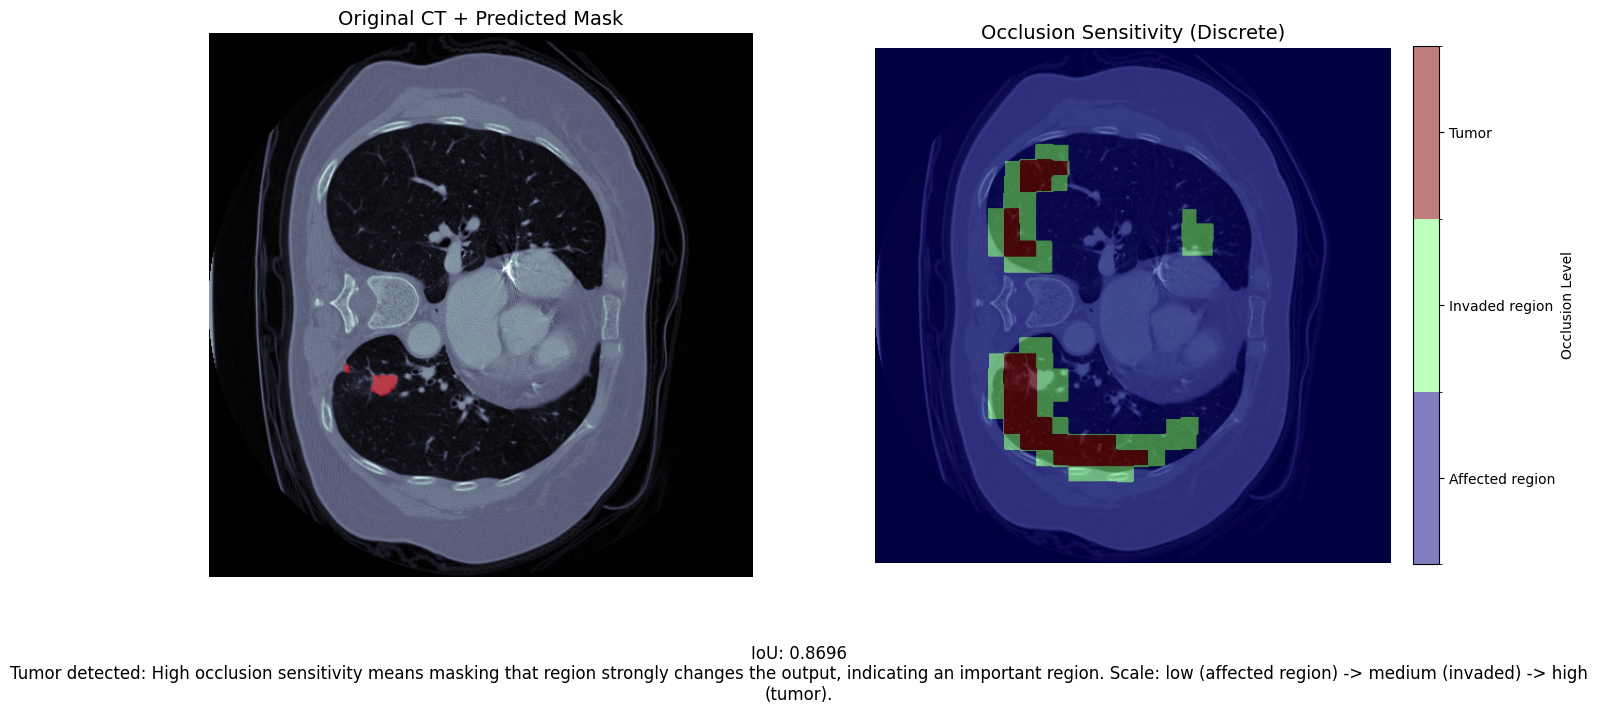 Original CT + Predicted Mask
Occlusion Sensitivity (Discrete)
Tumor
Invaded region
Affected region
Occlusion Level
IoU: 0.8696
Tumor detected: High occlusion sensitivity means masking that region strongly changes the output, indicating an important region. Scale: low (affected region) -> medium (invaded) -> high
(tumor).